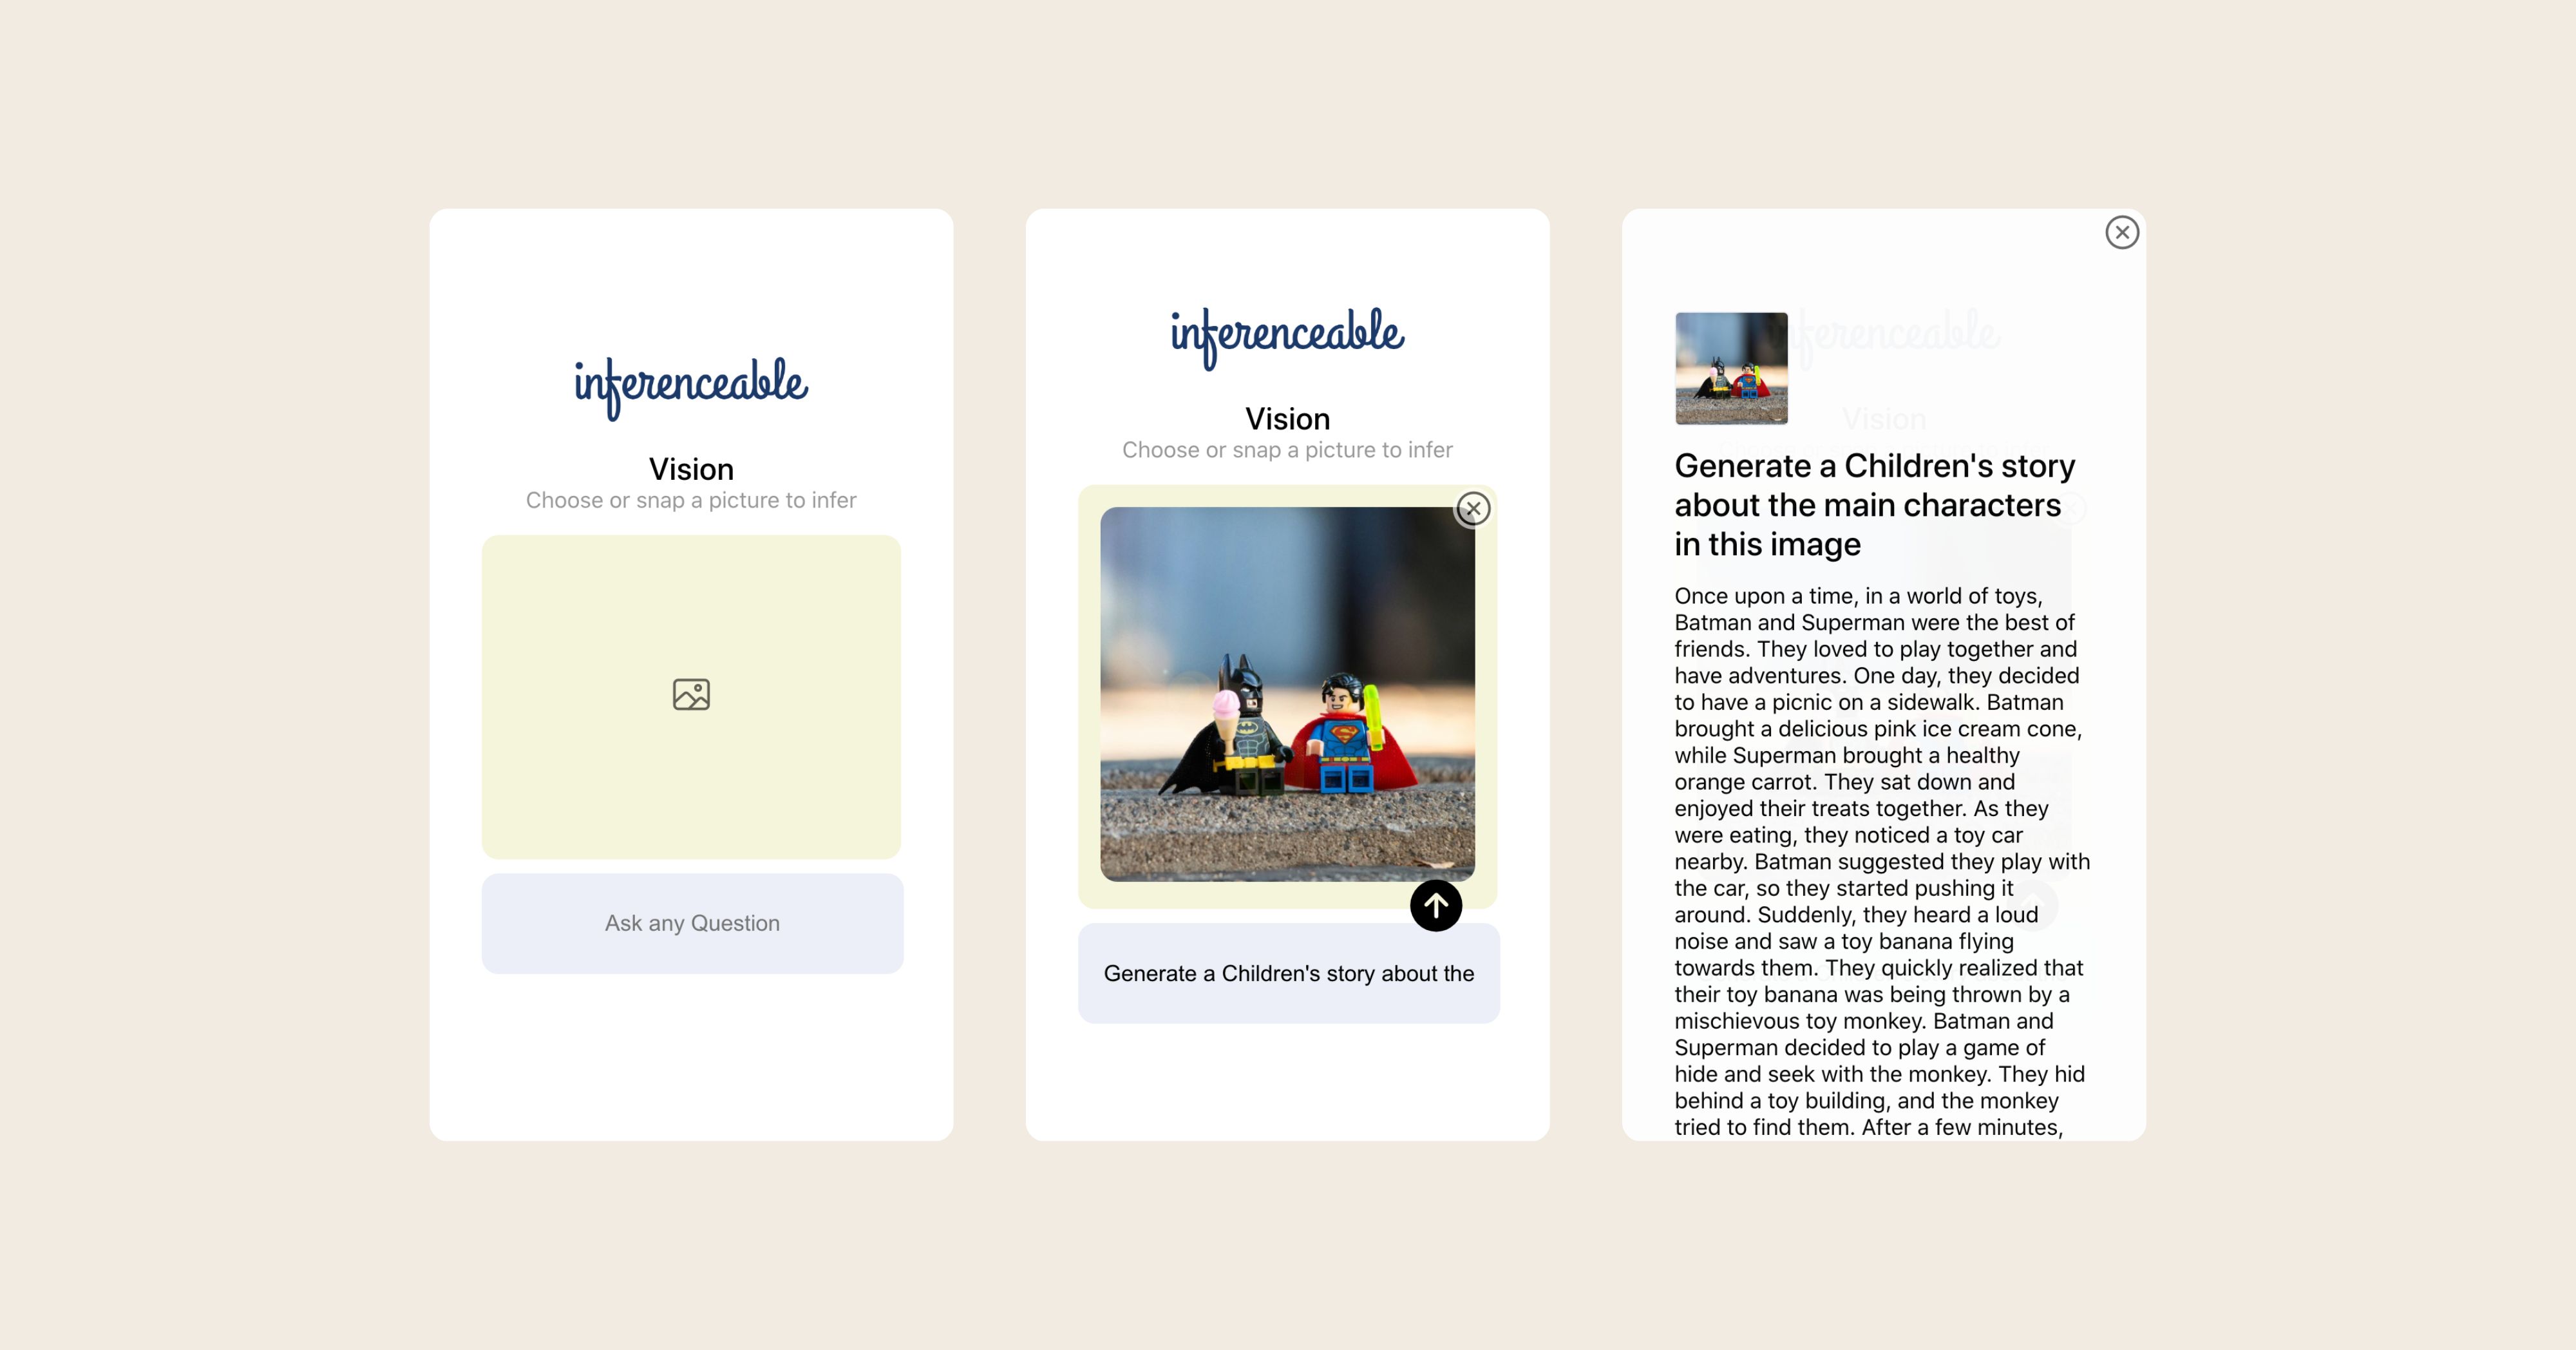 inferenceable
Vision
Choose or snap a picture to infer
Ask any Question
inferenceable
Vision
Choose or snap a picture to infer
Generate a Children's story about the
inferenceable
Vision
Generate a Children's story
about the main characters
in this image
Once upon a time, in a world of toys,
Batman and Superman were the best of
friends. They loved to play together and
have adventures. One day, they decided
to have a picnic on a sidewalk. Batman
brought a delicious pink ice cream cone,
while Superman brought a healthy
orange carrot. They sat down and
enjoyed their treats together. As they
were eating, they noticed a toy car
nearby. Batman suggested they play with
the car, so they started pushing it
around. Suddenly, they heard a loud
noise and saw a toy banana flying
towards them. They quickly realized that
their toy banana was being thrown by a
mischievous toy monkey. Batman and
Superman decided to play a game of
hide and seek with the monkey. They hid
behind a toy building, and the monkey
tried to find them. After a few minutes,